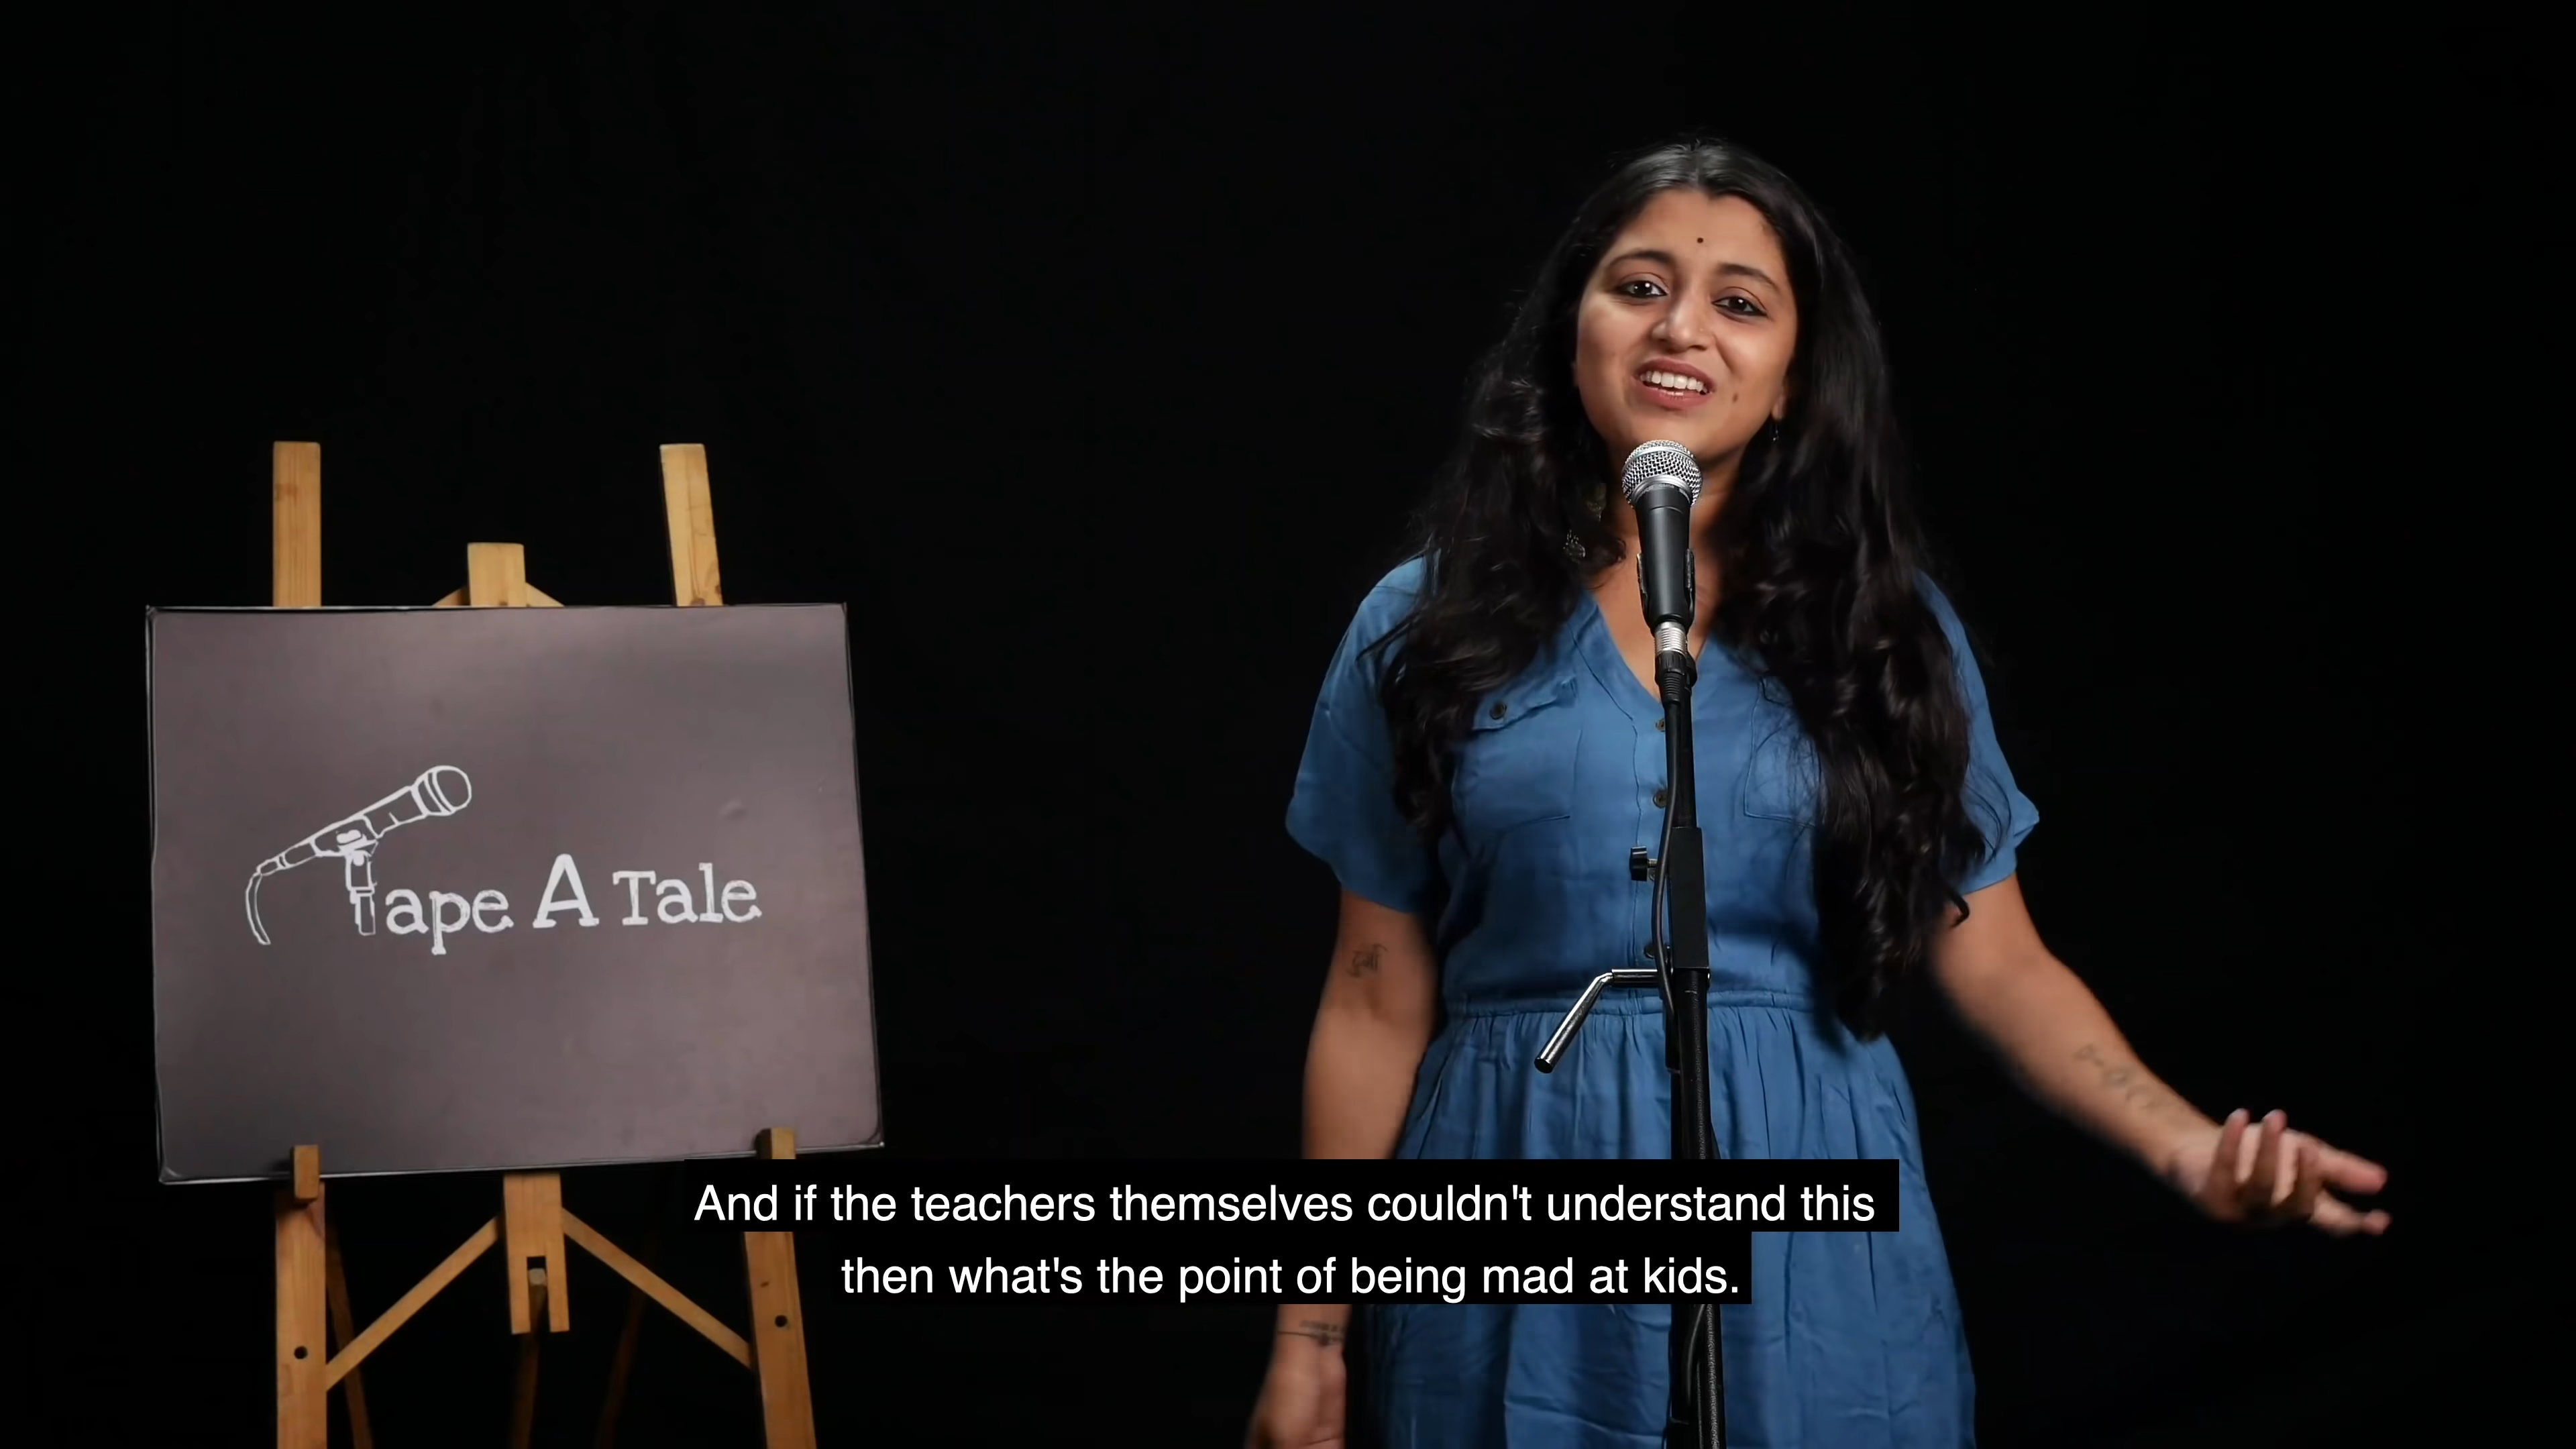 Tape A Tale
दुर्गा
And if the teachers themselves couldn't understand this
then what's the point of being mad at kids.